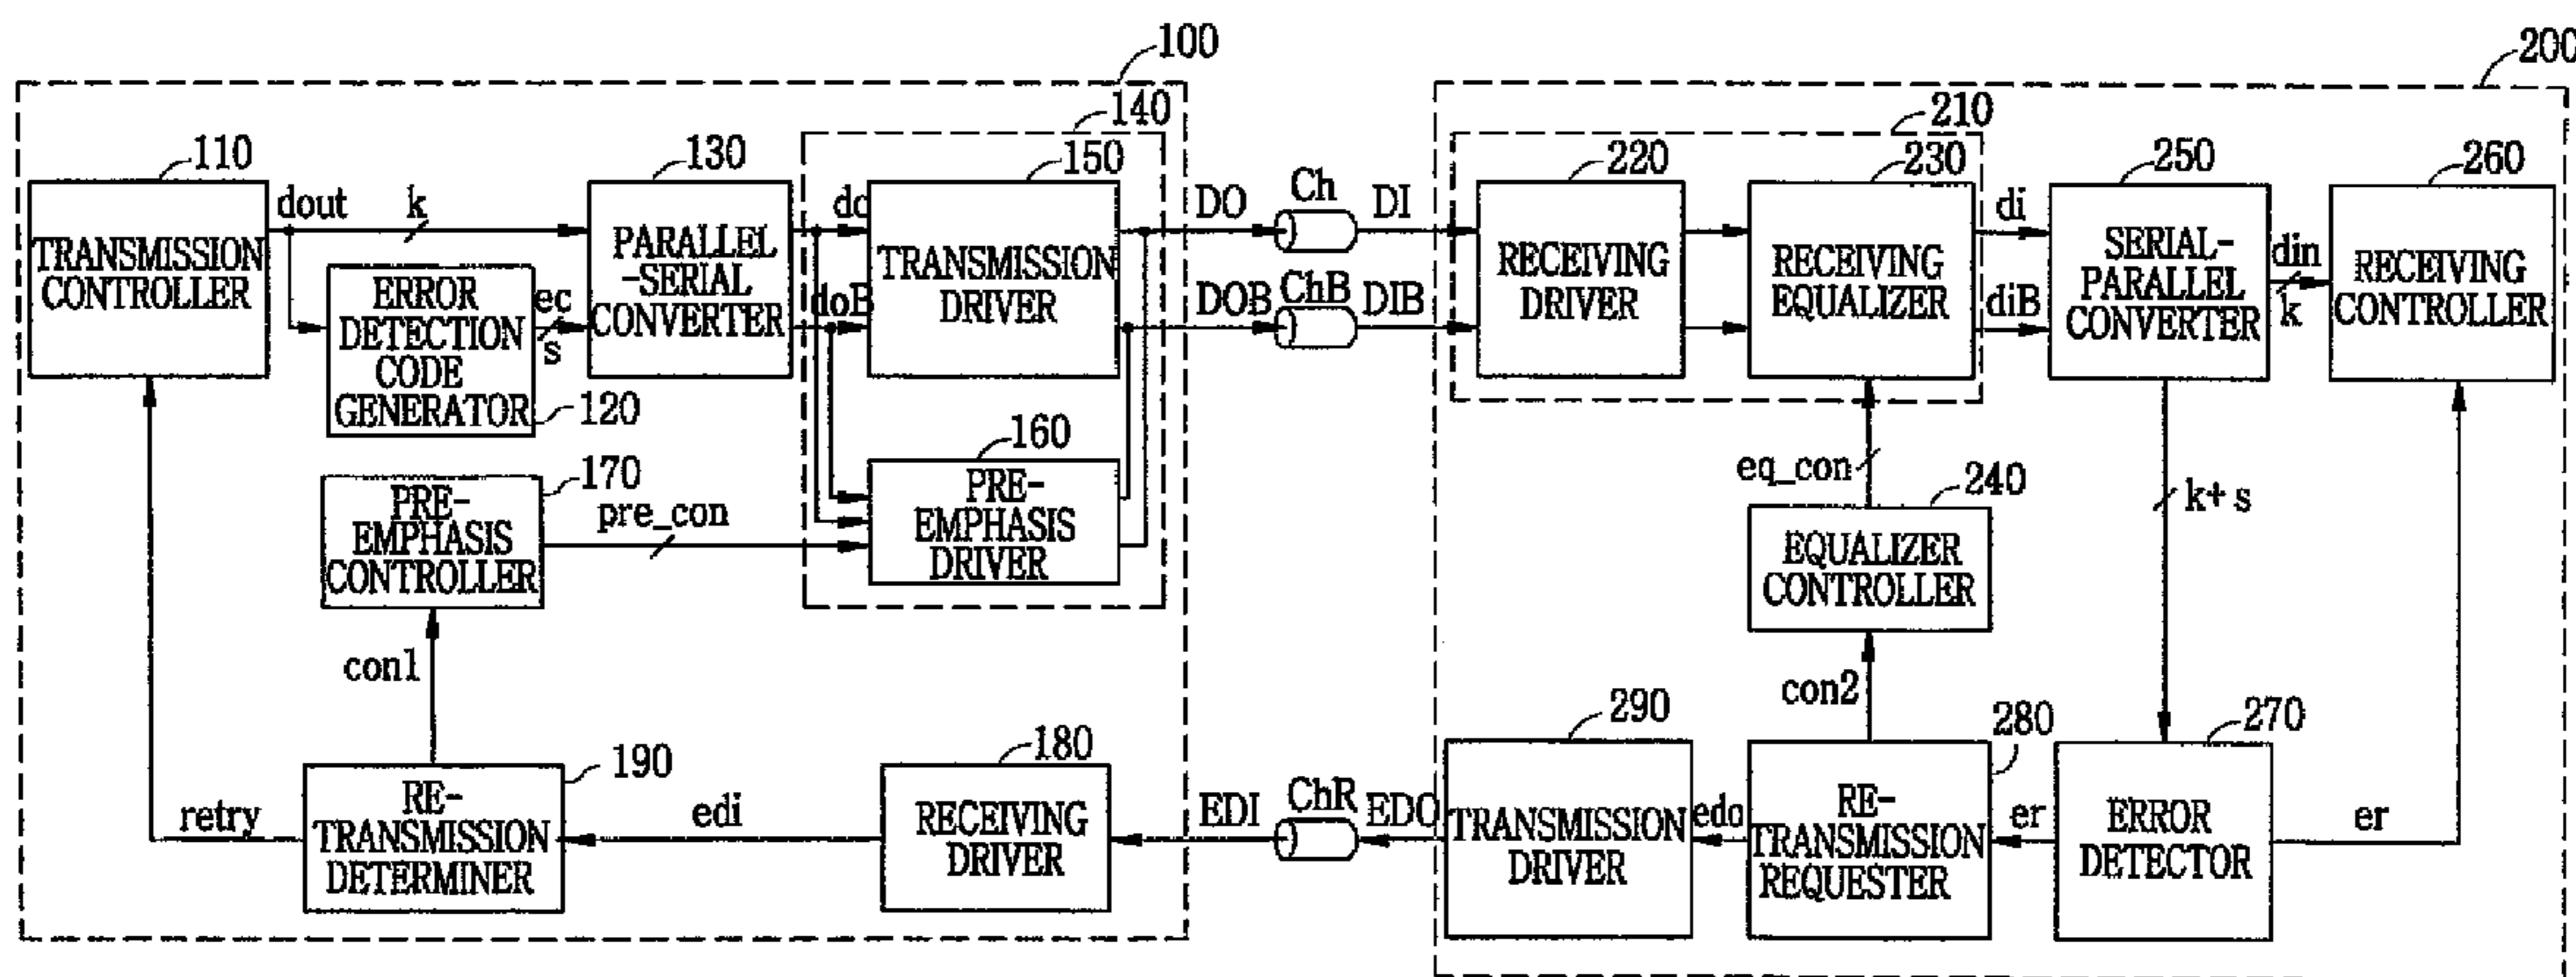 100
200
140
210
110
130
150
220
230
250
260
dout
k
do
DO
Ch
DI
di
TRANSMISSION
CONTROLLER
PARALLEL
-SERIAL
CONVERTER
TRANSMISSION
DRIVER
RECEIVING
DRIVER
RECEIVING
EQUALIZER
SERIAL-
PARALLEL
CONVERTER
din
k
RECEIVING
CONTROLLER
ERROR
DETECTION
CODE
GENERATOR
120
ec
s
doB
DOB
ChB
DIB
diB
170
160
PRE-
EMPHASIS
CONTROLLER
pre_con
PRE-
EMPHASIS
DRIVER
eq_con
240
k+s
EQUALIZER
CONTROLLER
con1
con2
190
180
290
280
270
retry
RE-
TRANSMISSION
DETERMINER
edi
RECEIVING
DRIVER
EDI
ChR
EDO
TRANSMISSION
DRIVER
edo
RE-
TRANSMISSION
REQUESTER
er
ERROR
DETECTOR
er